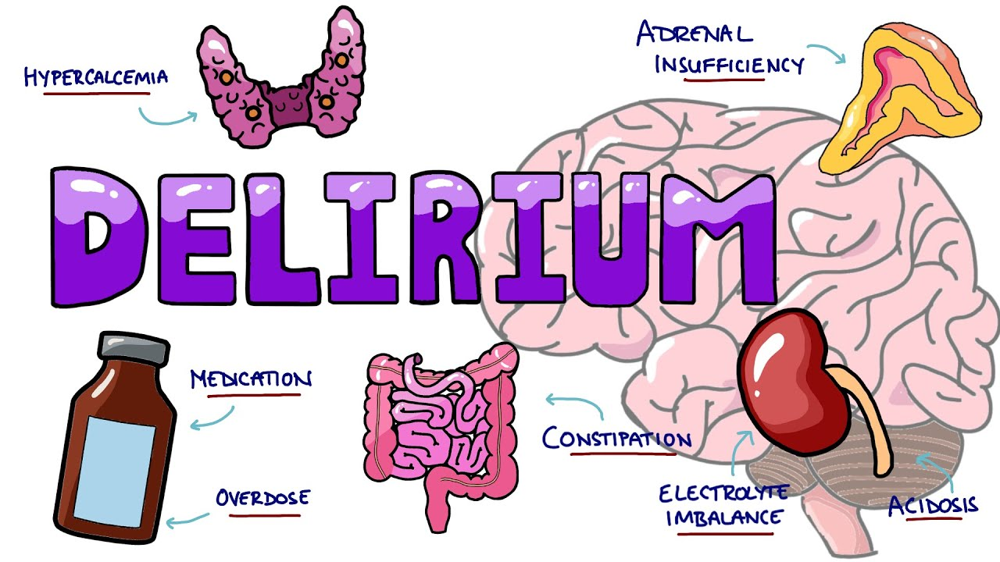 HYPERCALCEMIA
ADRENAL
INSUFFICIENCY
DELIRIUM
MEDICATION
OVERDOSE
CONSTIPATION
ELECTROLYTE
IMBALANCE
ACIDOSIS